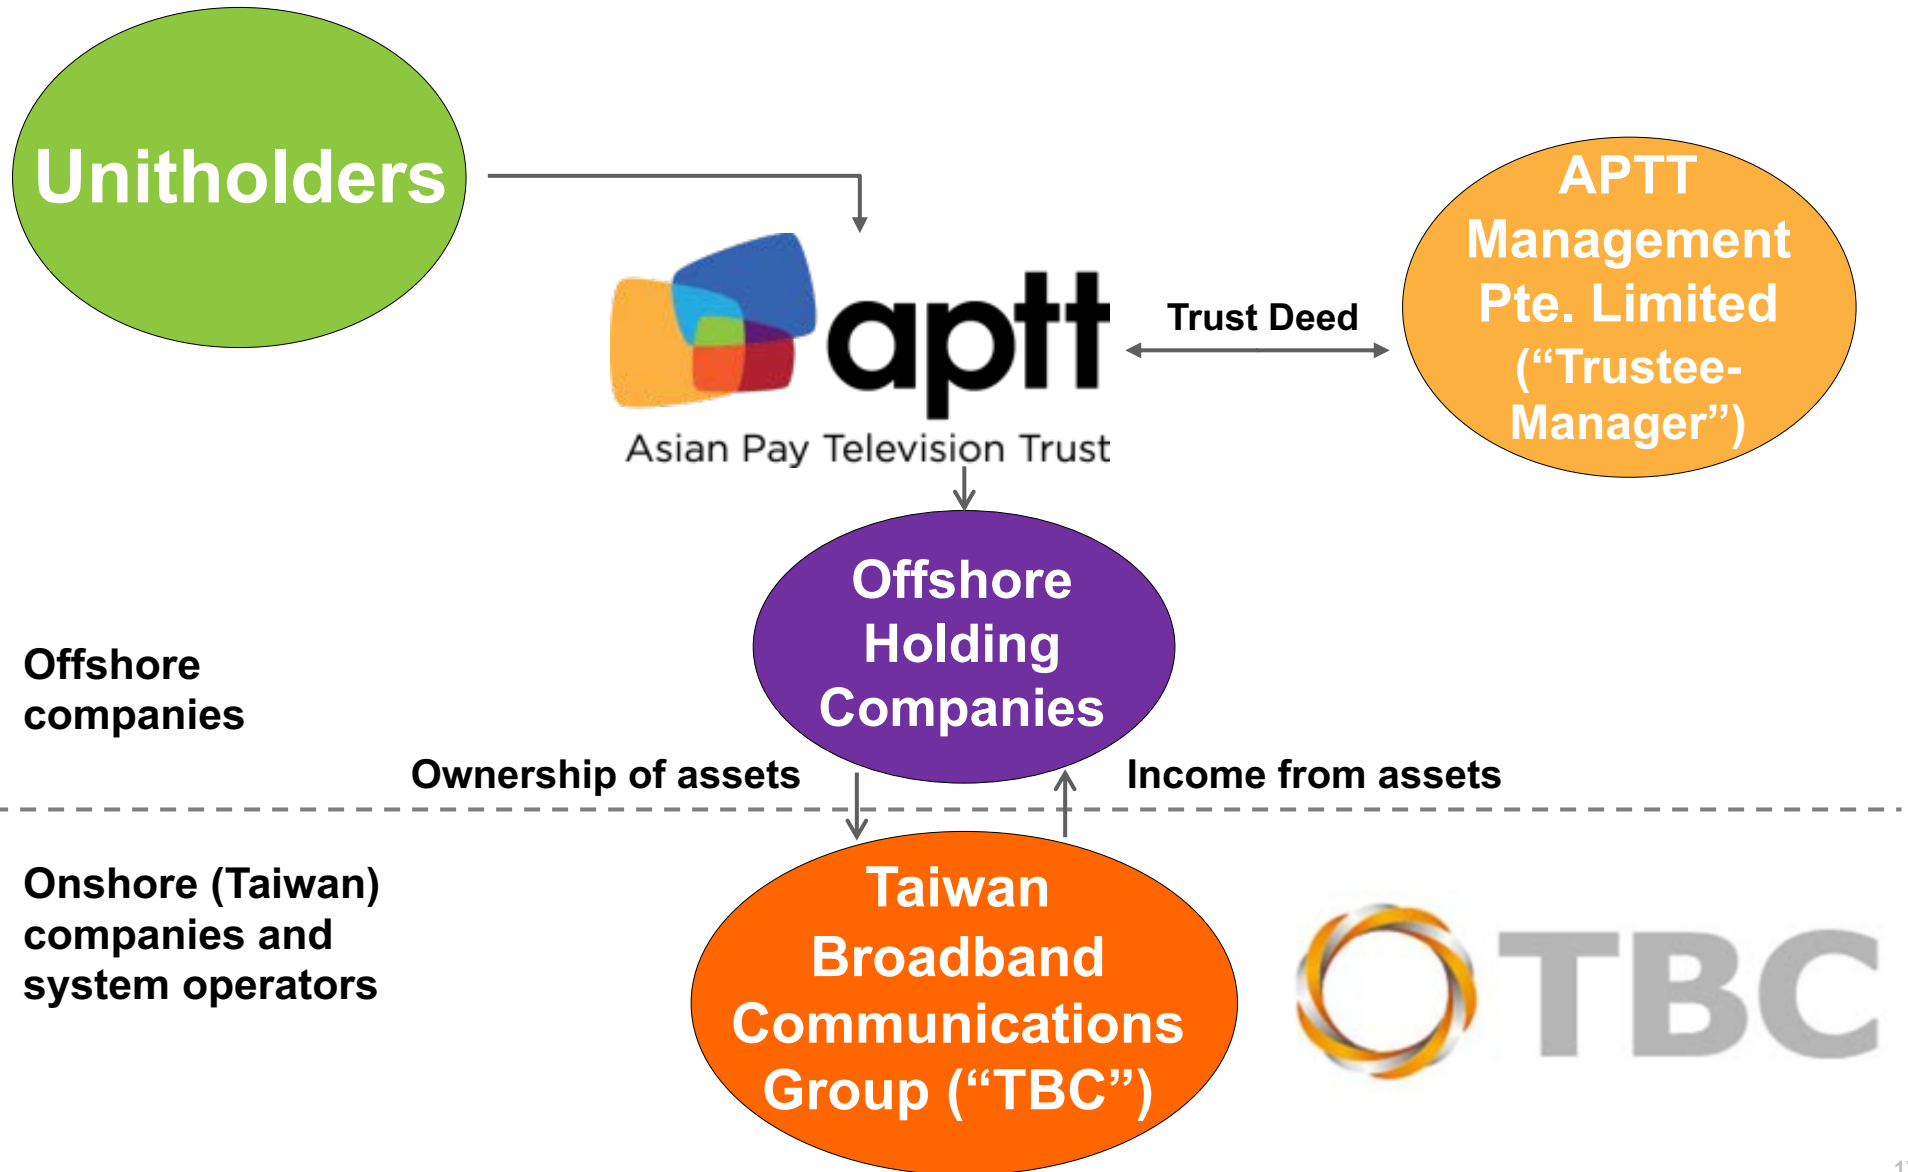 Unitholders
APTT
Management
Pte. Limited
(“Trustee-
Manager”)
aptt
Asian Pay Television Trust
Trust Deed
Offshore
Holding
Companies
Offshore
companies
Ownership of assets
Income from assets
Onshore (Taiwan)
companies and
system operators
Taiwan
Broadband
Communications
Group (“TBC”)
TBC